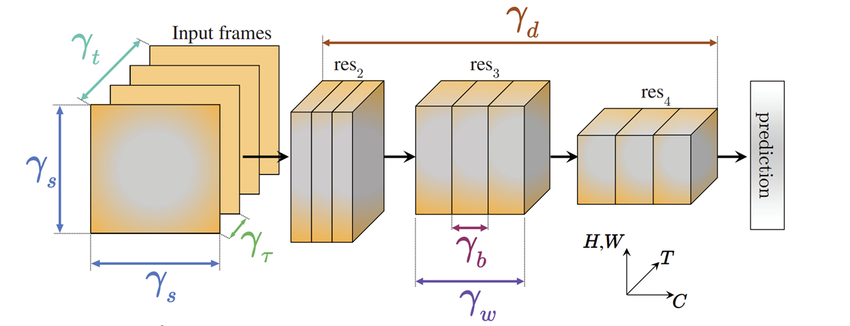 γ_d
Input frames
γ_t
res_2
res_3
res_4
γ_s
prediction
γ_τ
γ_b
H,W
T
γ_s
γ_w
C